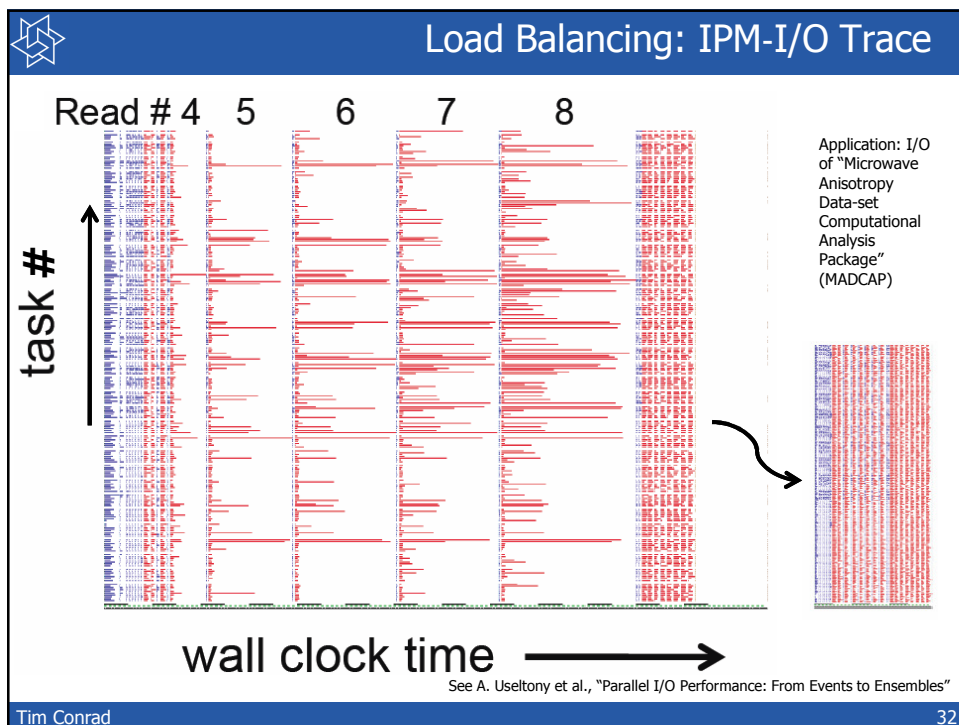 Load Balancing: IPM-I/O Trace
Read # 4 5 6 7 8
task #
wall clock time
Application: I/O
of “Microwave
Anisotropy
Data-set
Computational
Analysis
Package”
(MADCAP)
See A. Useltony et al., “Parallel I/O Performance: From Events to Ensembles”
Tim Conrad
32